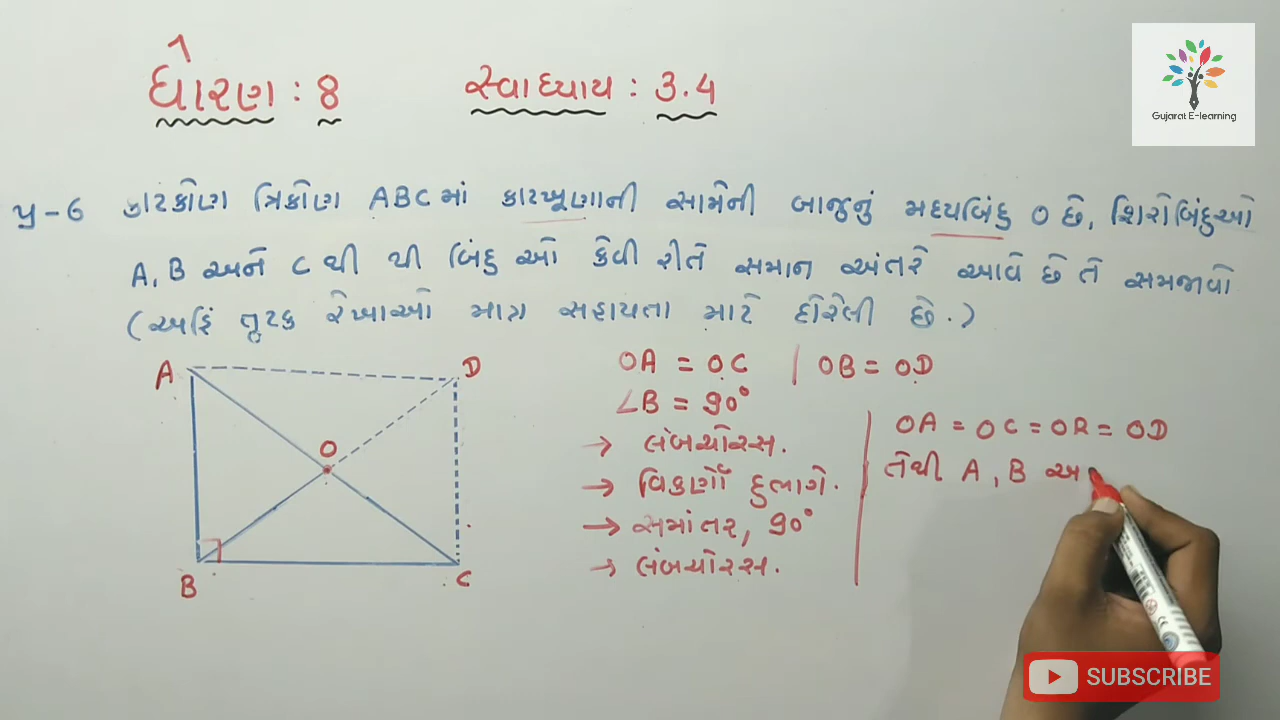 ધોરણ : 8 સ્વાધ્યાય : 3.4
Gujarat E-learning
પ્ર-6 કાટકોણ ત્રિકોણ ABC માં કાટખૂણાની સામેની બાજુનું મધ્યબિંદુ O છે, શિરોબિંદુઓ
A, B અને C થી થી બિંદુ ઓ કેવી રીતે સમાન અંતરે આવે છે તે સમજાવો
(અહિં તૂટક રેખાઓ માત્ર સહાયતા માટે દોરેલી છે.)
A D
O
B C
OA = OC | OB = OD
∠B = 90°
→ લંબચોરસ.
→ વિકર્ણો દુભાગે.
→ સમાંતર, 90°
→ લંબચોરસ.
OA = OC = OB = OD
તેથી A, B અ
SUBSCRIBE